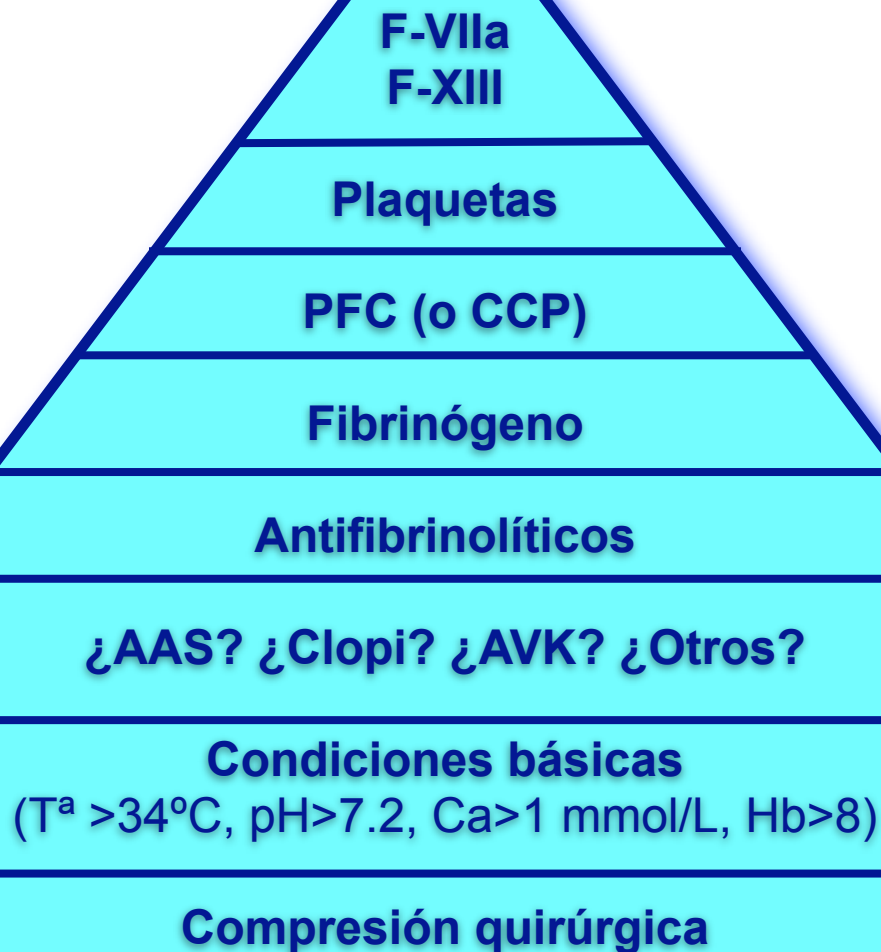 F-VIIa
F-XIII
Plaquetas
PFC (o CCP)
Fibrinógeno
Antifibrinolíticos
¿AAS? ¿Clopi? ¿AVK? ¿Otros?
Condiciones básicas
(Tª >34ºC, pH>7.2, Ca>1 mmol/L, Hb>8)
Compresión quirúrgica